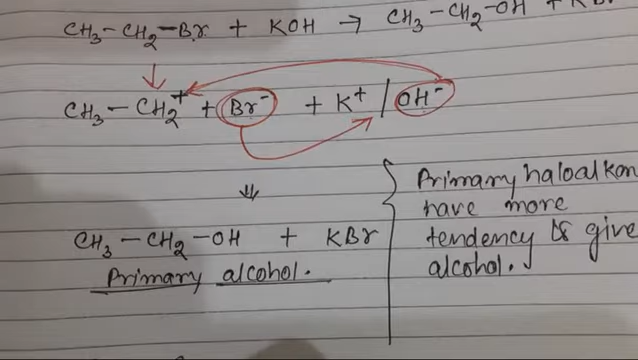 CH₃-CH₂-Br + KOH → CH₃-CH₂-OH + KBr
CH₃-CH₂⁺ + Br⁻ + K⁺ / OH⁻
⇓
CH₃-CH₂-OH + KBr
Primary alcohol.
Primary haloalkan
have more
tendency to give
alcohol.